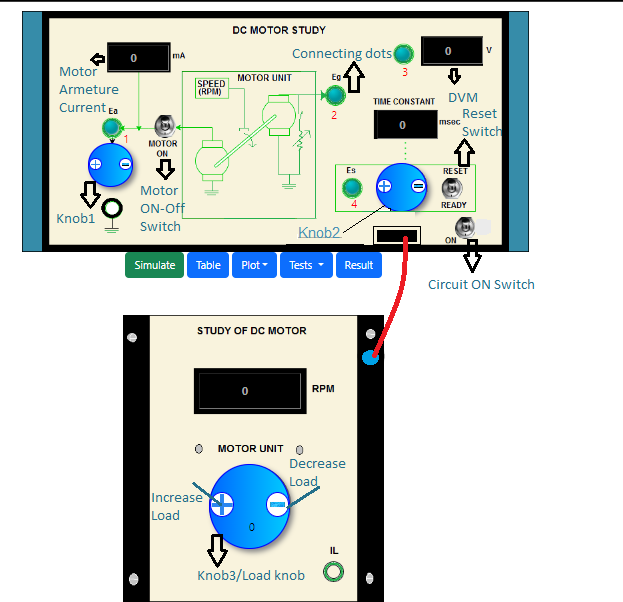 DC MOTOR STUDY
0
mA
Motor
Armeture
Current
Ea
1
MOTOR
ON
Motor
ON-Off
Switch
Knob1
SPEED
(RPM)
MOTOR UNIT
Connecting dots
Eg
2
3
0
V
DVM
TIME CONSTANT
0
msec
Reset
Switch
Es
4
RESET
READY
Knob2
ON
Circuit ON Switch
Simulate
Table
Plot
Tests
Result
STUDY OF DC MOTOR
0
RPM
MOTOR UNIT
Increase
Load
Decrease
Load
0
Knob3/Load knob
IL